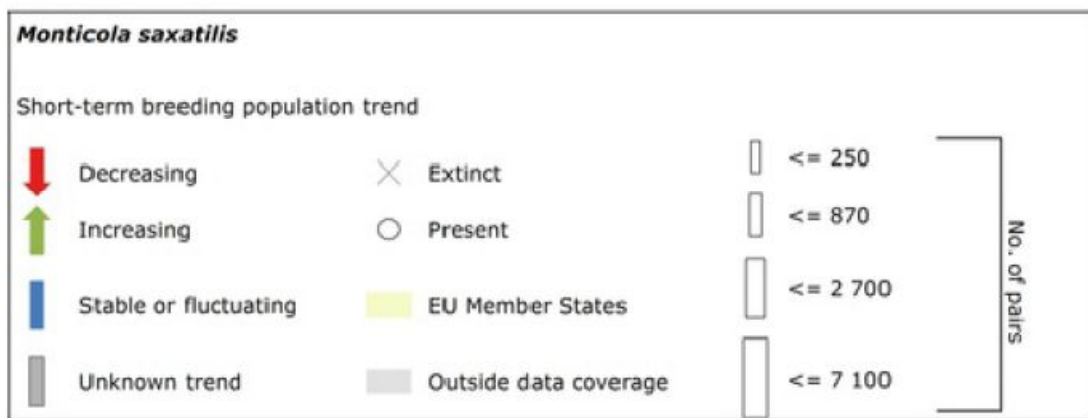 Monticola saxatilis
Short-term breeding population trend
Decreasing
Extinct
<= 250
Increasing
Present
<= 870
Stable or fluctuating
EU Member States
<= 2 700
Unknown trend
Outside data coverage
<= 7 100
No. of pairs